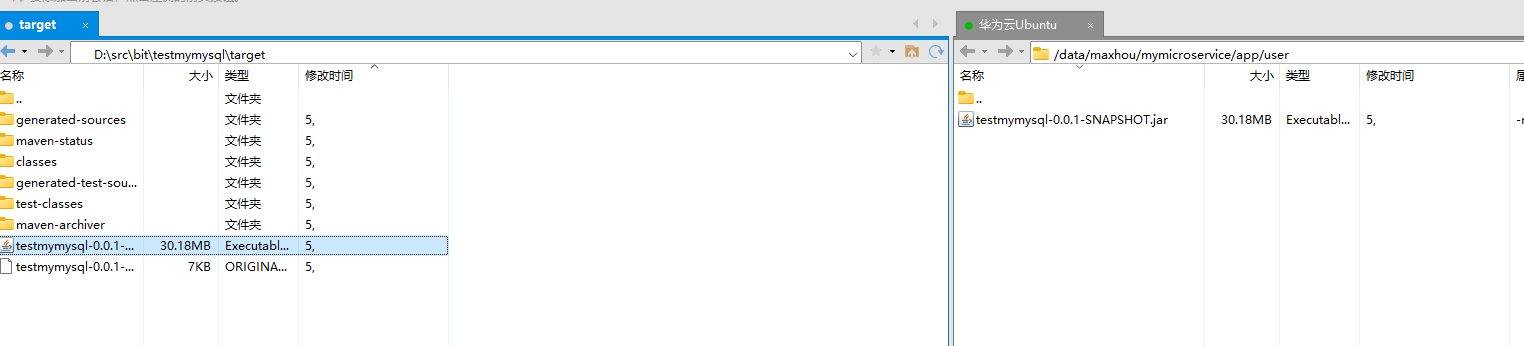 target
D:\src\bit\testmymysql\target
名称 大小 类型 修改时间
.. 文件夹
generated-sources 文件夹 5,
maven-status 文件夹 5,
classes 文件夹 5,
generated-test-sou... 文件夹 5,
test-classes 文件夹 5,
maven-archiver 文件夹 5,
testmymysql-0.0.1-... 30.18MB Executabl... 5,
testmymysql-0.0.1-... 7KB ORIGINA... 5,
华为云Ubuntu
/data/maxhou/mymicroservice/app/user
名称 大小 类型 修改时间
..
testmymysql-0.0.1-SNAPSHOT.jar 30.18MB Executabl... 5,